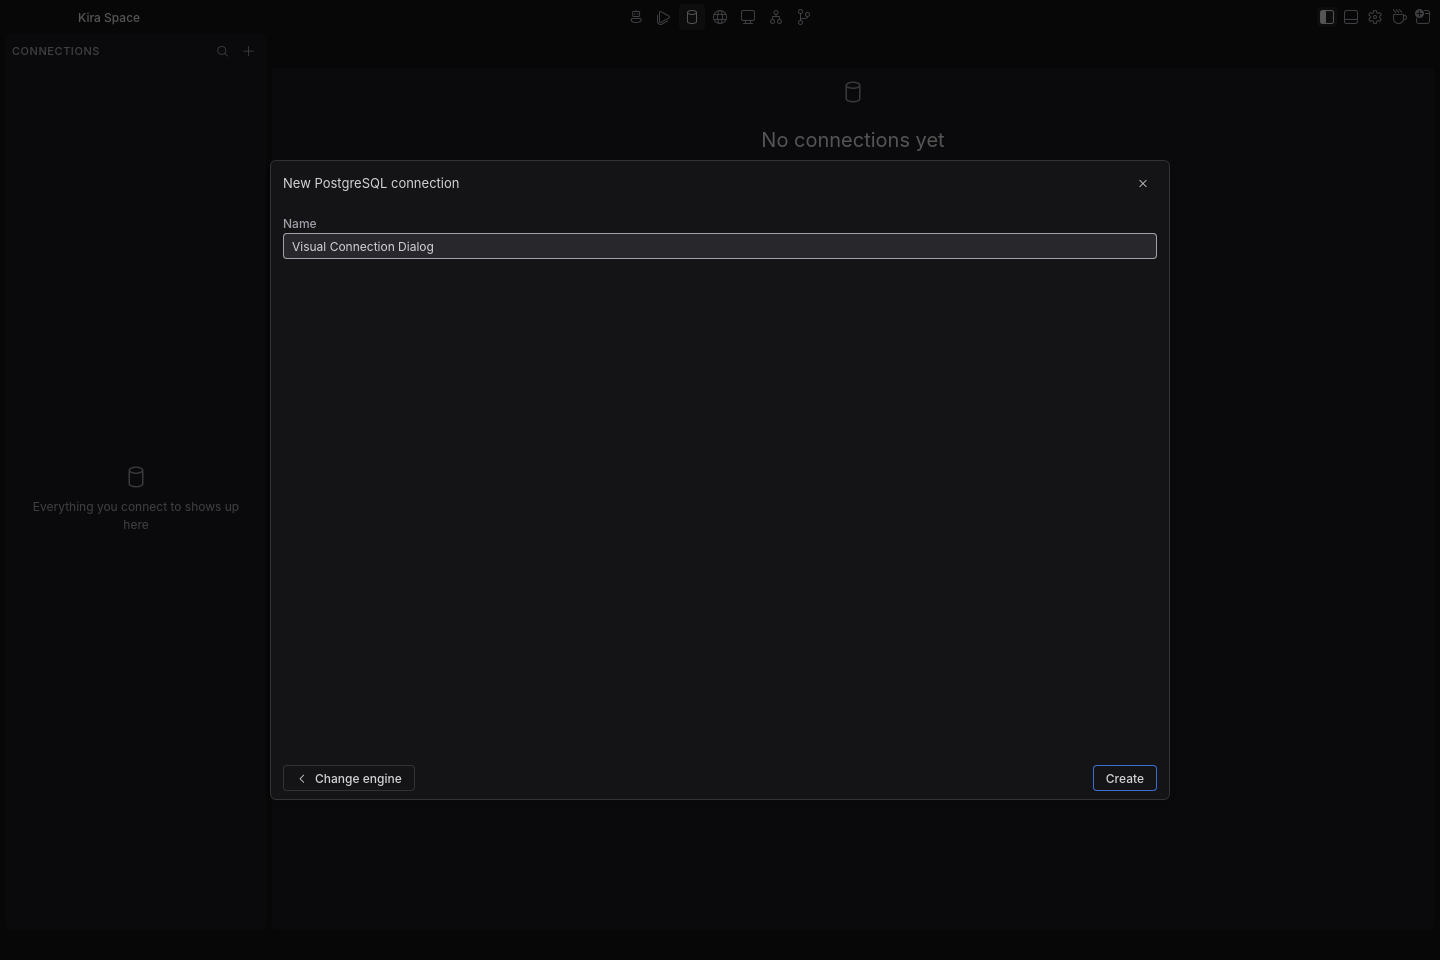 Kira Space
CONNECTIONS
No connections yet
New PostgreSQL connection
Name
Visual Connection Dialog
Everything you connect to shows up
here
Change engine
Create